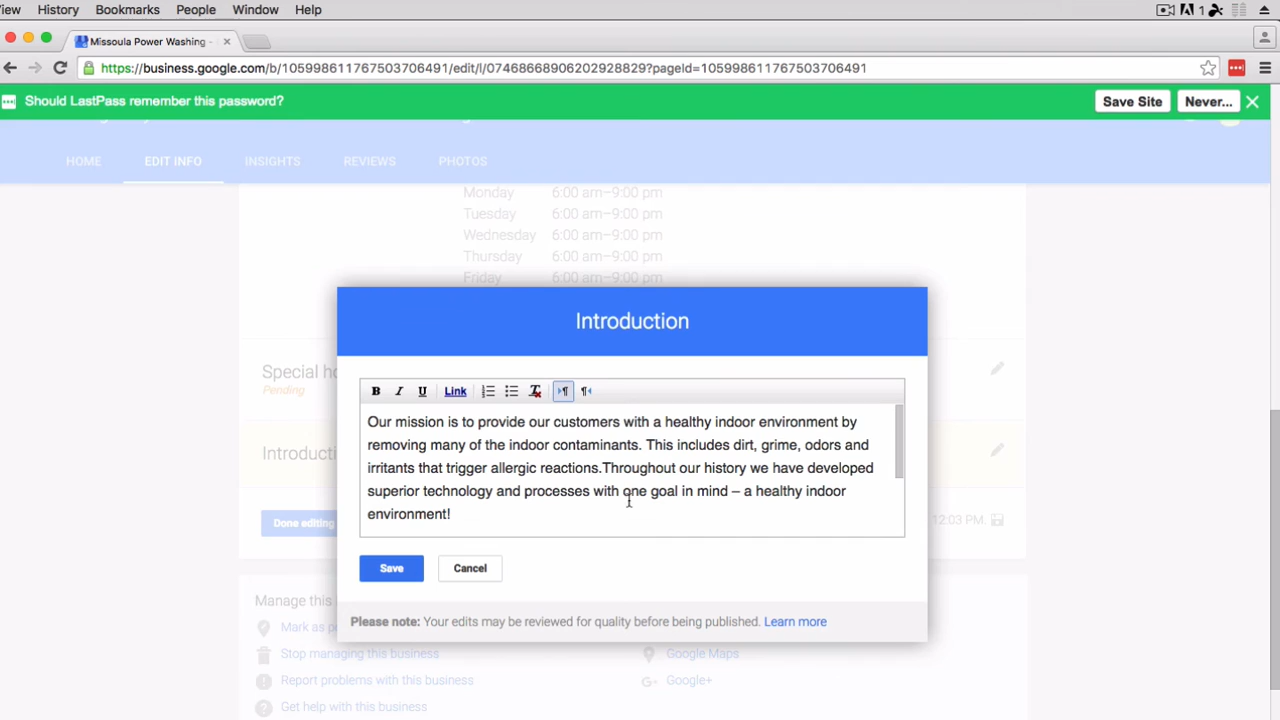 View History Bookmarks People Window Help
1
Missoula Power Washing -
https://business.google.com/b/105998611767503706491/edit/l/07468668906202928829?pageId=105998611767503706491
Should LastPass remember this password?
Save Site Never...
HOME EDIT INFO INSIGHTS REVIEWS PHOTOS
Monday 6:00 am–9:00 pm
Tuesday 6:00 am–9:00 pm
Wednesday 6:00 am–9:00 pm
Thursday 6:00 am–9:00 pm
Friday 6:00 am–9:00 pm
Introduction
Special ho
Pending
B I U Link
Our mission is to provide our customers with a healthy indoor environment by
removing many of the indoor contaminants. This includes dirt, grime, odors and
irritants that trigger allergic reactions.Throughout our history we have developed
superior technology and processes with one goal in mind – a healthy indoor
environment!
Introducti
Done editing
12:03 PM.
Save Cancel
Please note: Your edits may be reviewed for quality before being published. Learn more
Manage this
Mark as p
Stop managing this business
Google Maps
Report problems with this business
Google+
Get help with this business